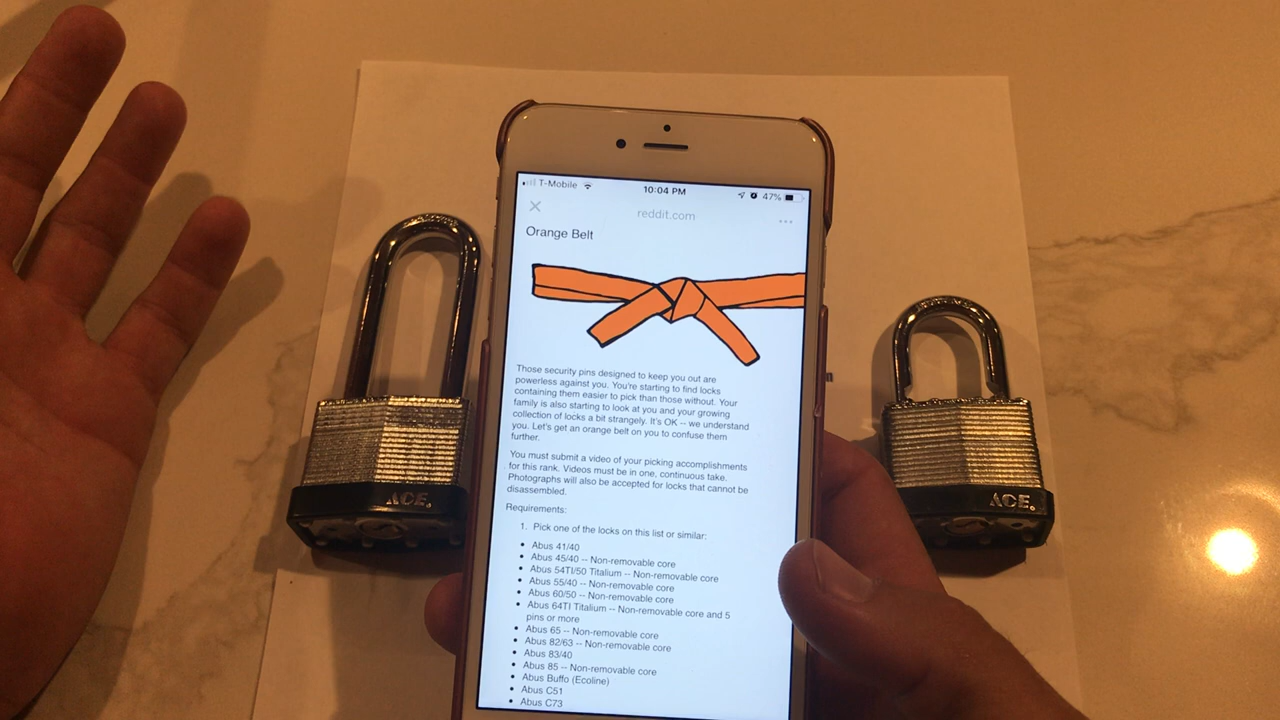 T-Mobile 10:04 PM 47%
reddit.com
Orange Belt
Those security pins designed to keep you out are
powerless against you. You're starting to find locks
containing them easier to pick than those without. Your
family is also starting to look at you and your growing
collection of locks a bit strangely. It's OK -- we understand
you. Let's get an orange belt on you to confuse them
further.
You must submit a video of your picking accomplishments
for this rank. Videos must be in one, continuous take.
Photographs will also be accepted for locks that cannot be
disassembled.
Requirements:
1. Pick one of the locks on this list or similar:
• Abus 41/40
• Abus 45/40 -- Non-removable core
• Abus 54TI/50 Titalium -- Non-removable core
• Abus 55/40 -- Non-removable core
• Abus 60/50 -- Non-removable core
• Abus 64TI Titalium -- Non-removable core and 5
pins or more
• Abus 65 -- Non-removable core
• Abus 82/63 -- Non-removable core
• Abus 83/40
• Abus 85 -- Non-removable core
• Abus Buffo (Ecoline)
• Abus C51
• Abus C73
ACE.
ACE.